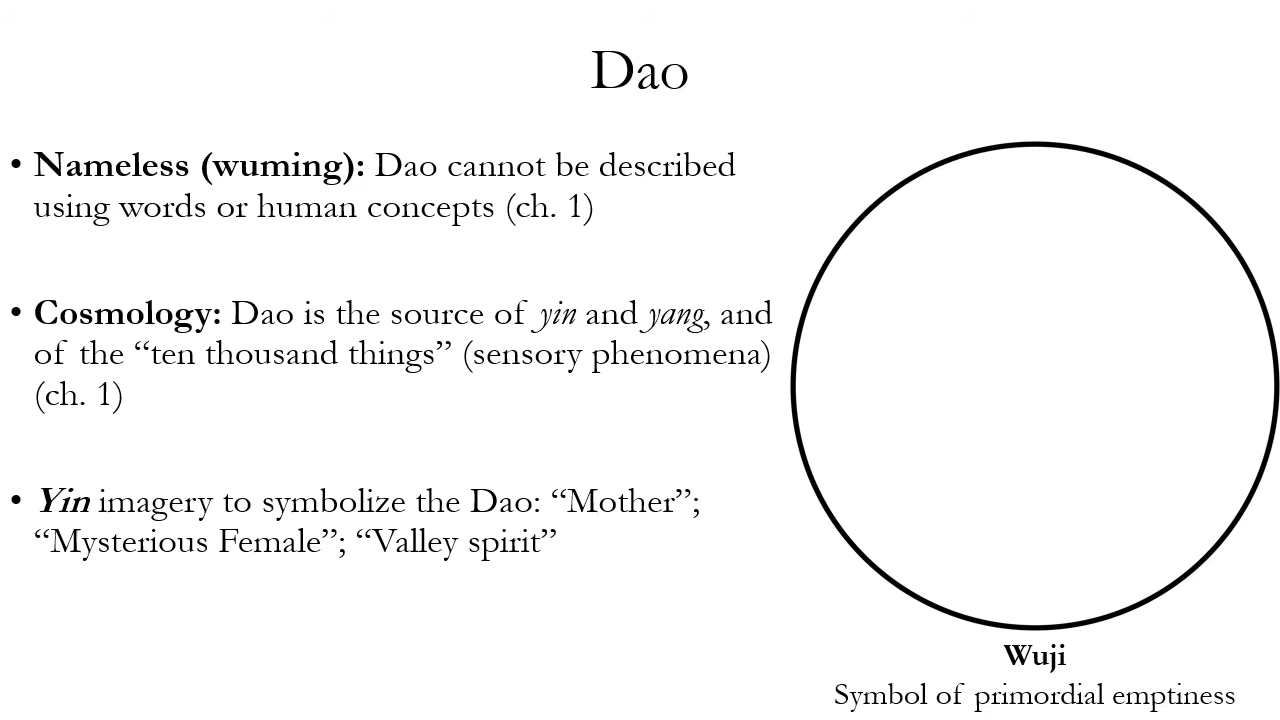 Dao
• Nameless (wuming): Dao cannot be described
using words or human concepts (ch. 1)
• Cosmology: Dao is the source of yin and yang, and
of the “ten thousand things” (sensory phenomena)
(ch. 1)
• Yin imagery to symbolize the Dao: “Mother”;
“Mysterious Female”; “Valley spirit”
Wuji
Symbol of primordial emptiness